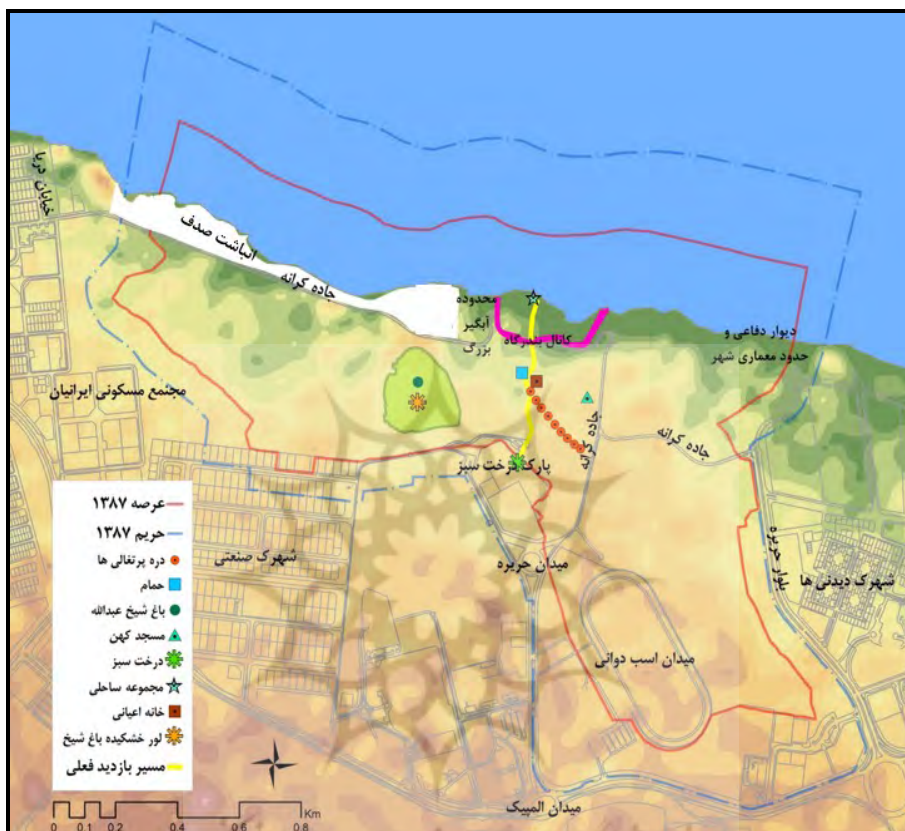 خیابان دریا
انباشت صدف
جاده کرانه
محدوده
آبگیر
بزرگ
کانال بندرگاه
دیوار دفاعی و
حدود معماری شهر
مجتمع مسکونی ایرانیان
جاده کرانه
جاده کرانه
پارک درخت سبز
شهرک صنعتی
میدان حریره
بلوار حریره
شهرک دیدنی ها
میدان اسب دوانی
میدان المپیک
عرصه ۱۳۸۷
حریم ۱۳۸۷
دره پرتغالی ها
حمام
باغ شیخ عبدالله
مسجد کهن
درخت سبز
مجموعه ساحلی
خانه اعیانی
لور خشکیده باغ شیخ
مسیر بازدید فعلی
Km
0 0.1 0.2 0.4 0.6 0.8